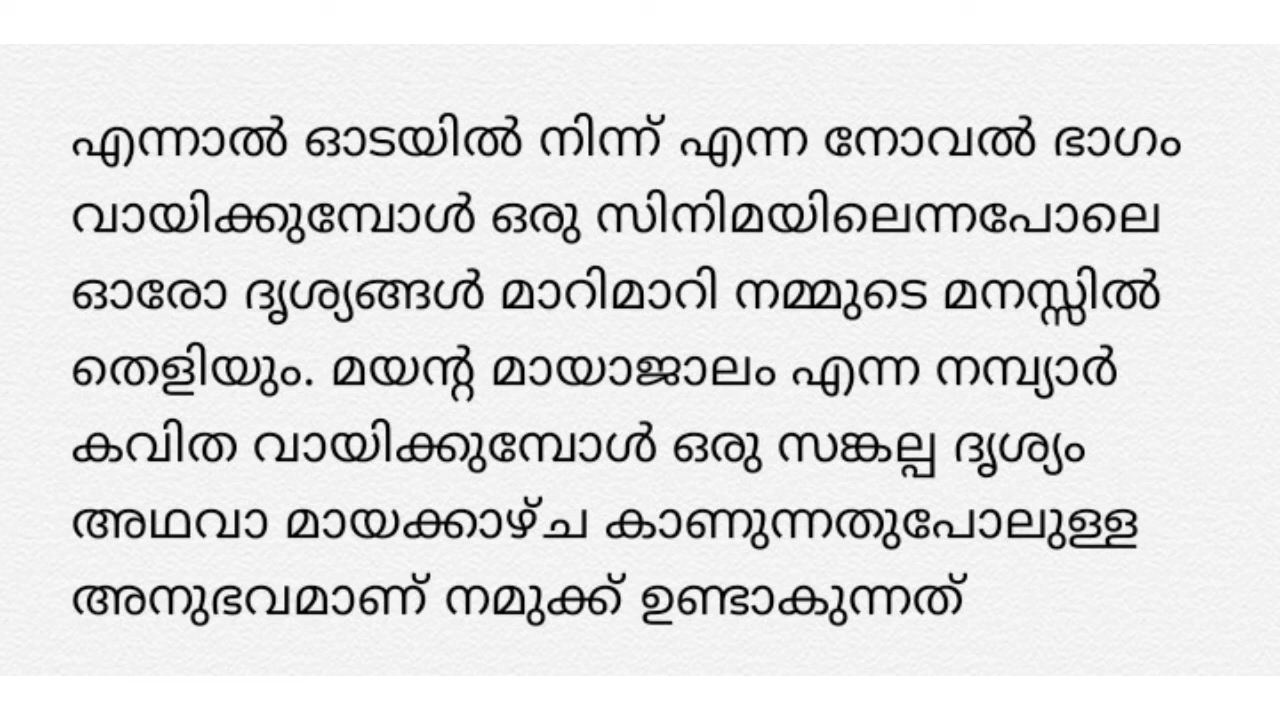 എന്നാൽ ഓടയിൽ നിന്ന് എന്ന നോവൽ ഭാഗം
വായിക്കുമ്പോൾ ഒരു സിനിമയിലെന്നപോലെ
ഓരോ ദൃശ്യങ്ങൾ മാറിമാറി നമ്മുടെ മനസ്സിൽ
തെളിയും. മയന്റ മായാജാലം എന്ന നമ്പ്യാർ
കവിത വായിക്കുമ്പോൾ ഒരു സങ്കല്പ ദൃശ്യം
അഥവാ മായക്കാഴ്ച കാണുന്നതുപോലുള്ള
അനുഭവമാണ് നമുക്ക് ഉണ്ടാകുന്നത്